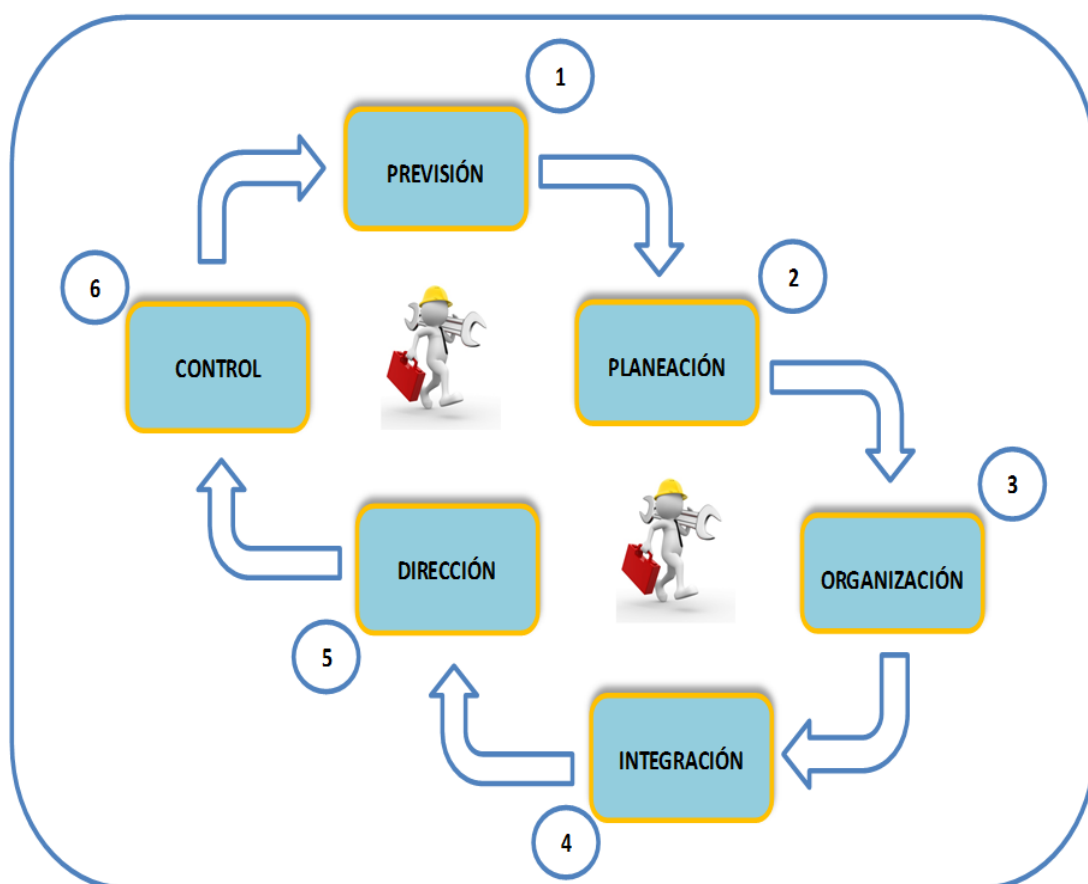 1
PREVISIÓN
2
PLANEACIÓN
3
ORGANIZACIÓN
4
INTEGRACIÓN
5
DIRECCIÓN
6
CONTROL